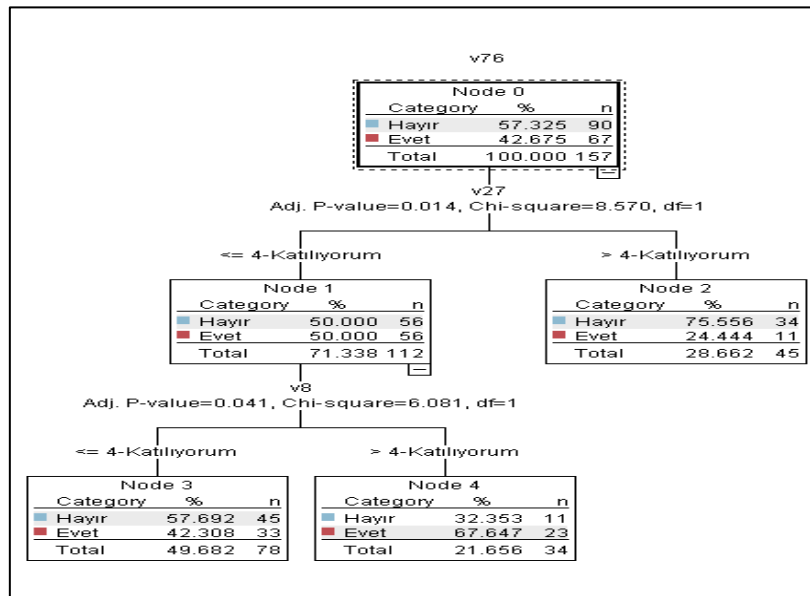 v76
Node 0
Category % n
Hayır 57.325 90
Evet 42.675 67
Total 100.000 157
v27
Adj. P-value=0.014, Chi-square=8.570, df=1
<= 4-Katılıyorum
> 4-Katılıyorum
Node 1
Category % n
Hayır 50.000 56
Evet 50.000 56
Total 71.338 112
Node 2
Category % n
Hayır 75.556 34
Evet 24.444 11
Total 28.662 45
v8
Adj. P-value=0.041, Chi-square=6.081, df=1
<= 4-Katılıyorum
> 4-Katılıyorum
Node 3
Category % n
Hayır 57.692 45
Evet 42.308 33
Total 49.682 78
Node 4
Category % n
Hayır 32.353 11
Evet 67.647 23
Total 21.656 34